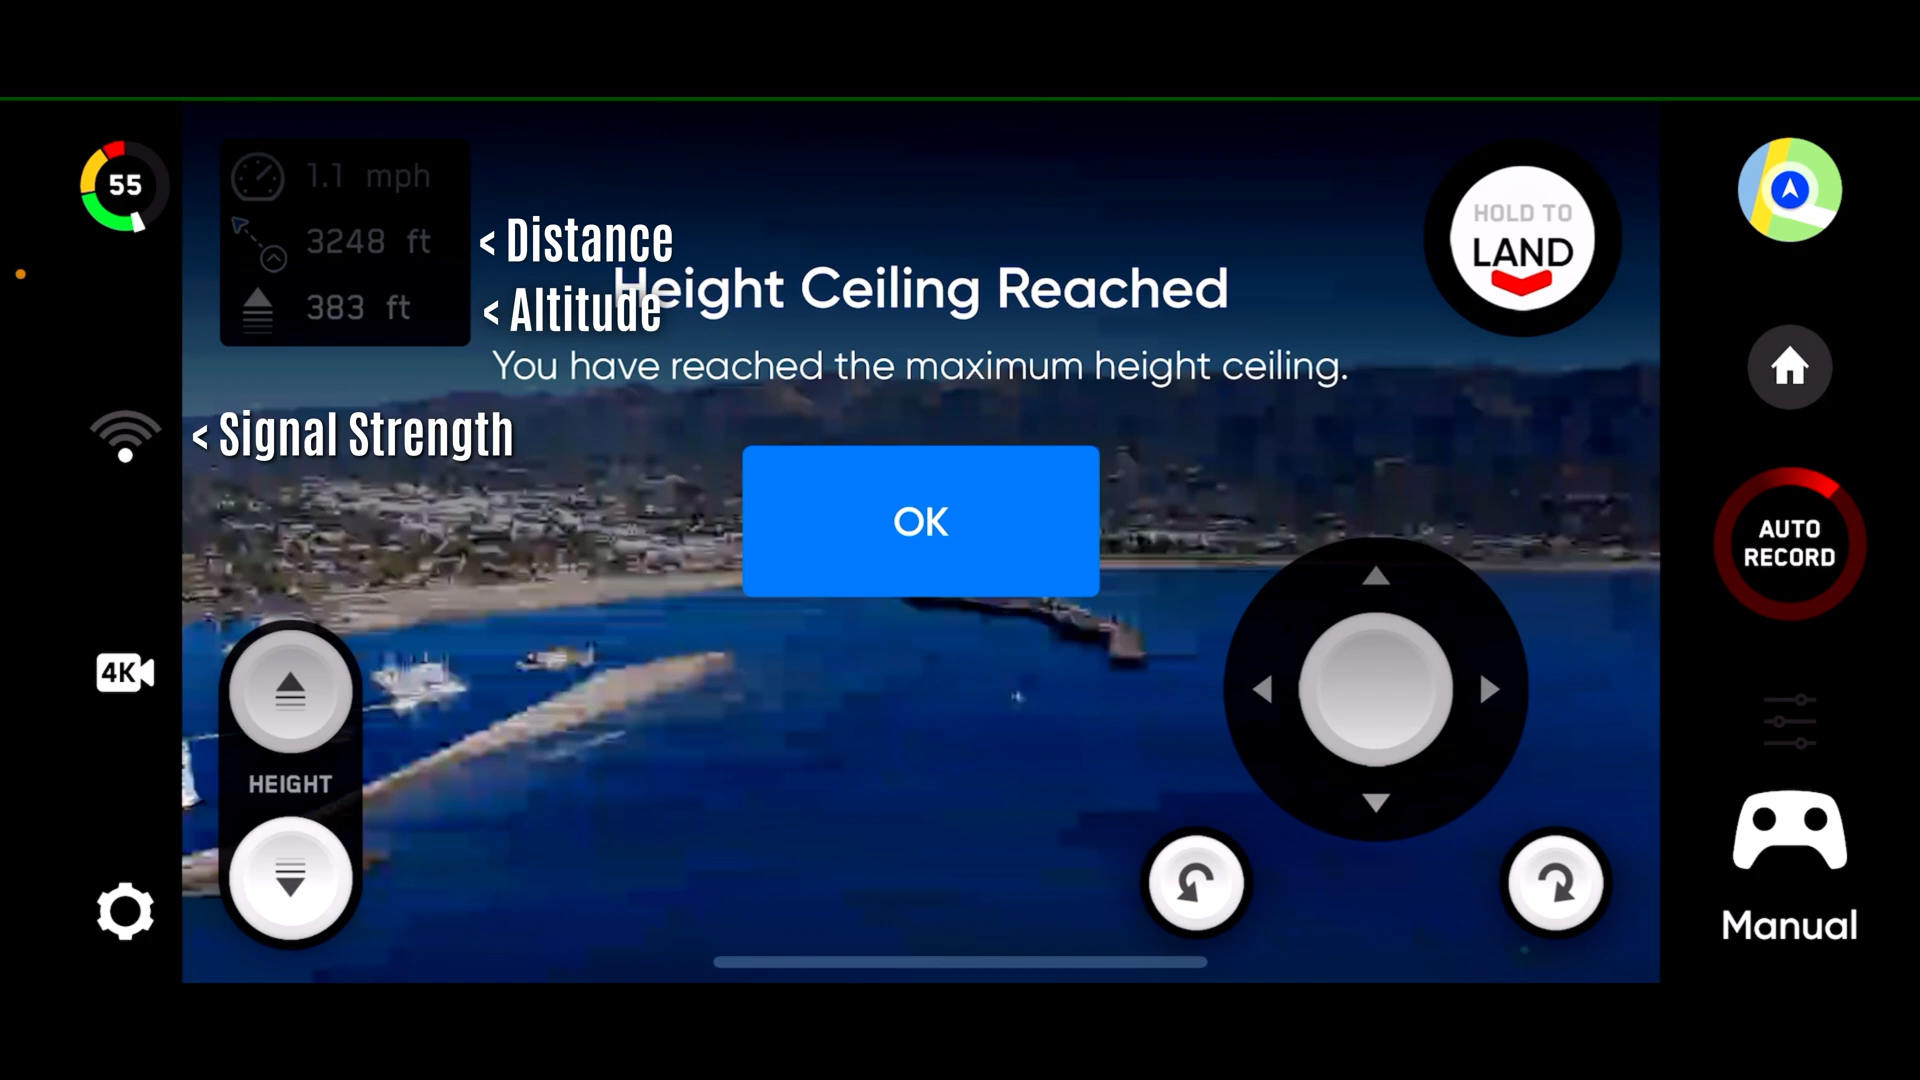 55
1.1 mph
3248 ft
< Distance
383 ft
< Altitude
Height Ceiling Reached
You have reached the maximum height ceiling.
HOLD TO
LAND
< Signal Strength
OK
AUTO
RECORD
4K
HEIGHT
Manual